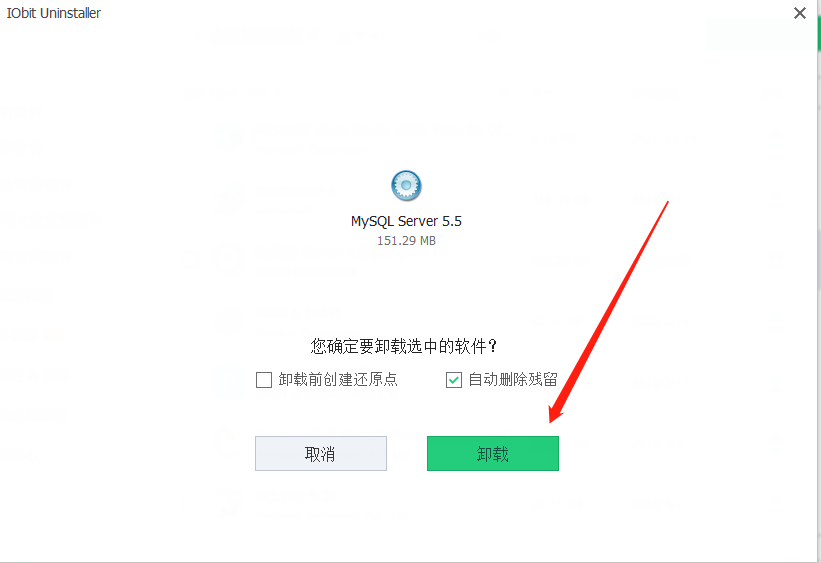 IObit Uninstaller
MySQL Server 5.5
151.29 MB
您确定要卸载选中的软件？
卸载前创建还原点
自动删除残留
取消
卸载